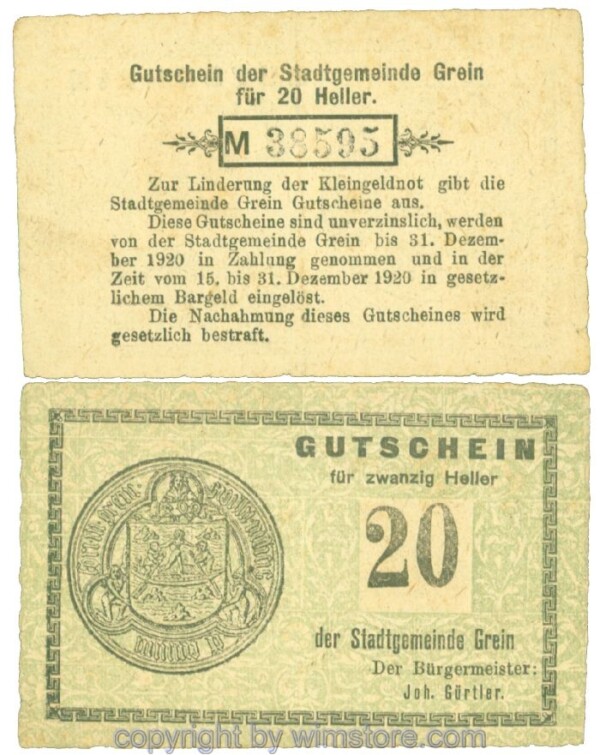 Gutschein der Stadtgemeinde Grein
für 20 Heller.
M 38595
Zur Linderung der Kleingeldnot gibt die
Stadtgemeinde Grein Gutscheine aus.
Diese Gutscheine sind unverzinslich, werden
von der Stadtgemeinde Grein bis 31. Dezem-
ber 1920 in Zahlung genommen und in der
Zeit vom 15. bis 31. Dezember 1920 in gesetz-
lichem Bargeld eingelöst.
Die Nachahmung dieses Gutscheines wird
gesetzlich bestraft.
GUTSCHEIN
für zwanzig Heller
20
der Stadtgemeinde Grein
Der Bürgermeister:
Joh. Gürtler.
copyright by wimstore.com